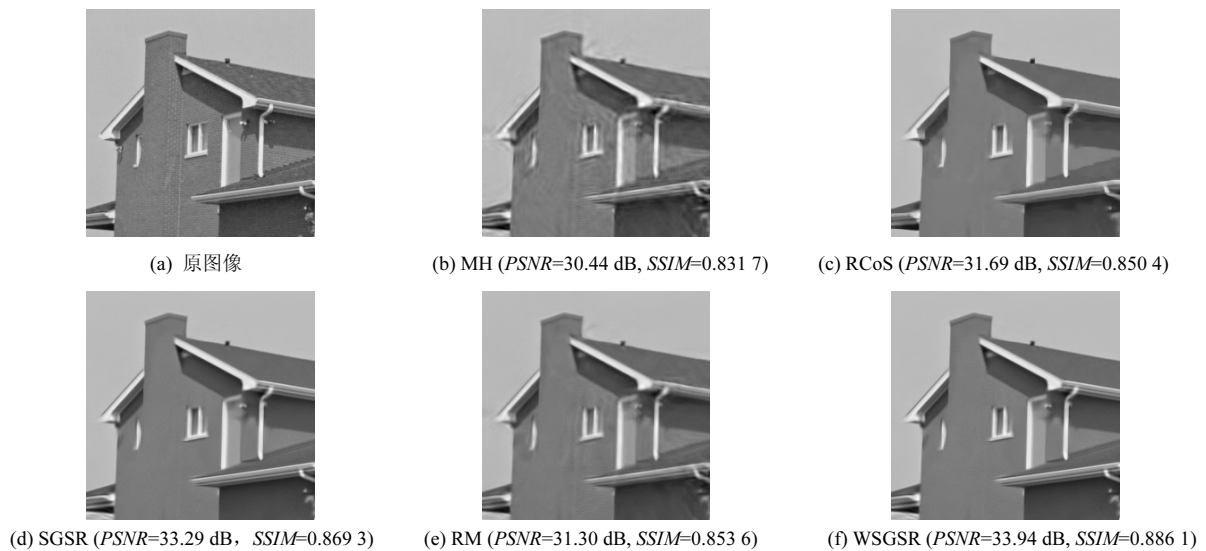 (a) 原图像
(b) MH (PSNR=30.44 dB, SSIM=0.831 7)
(c) RCoS (PSNR=31.69 dB, SSIM=0.850 4)
(d) SGSR (PSNR=33.29 dB，SSIM=0.869 3)
(e) RM (PSNR=31.30 dB, SSIM=0.853 6)
(f) WSGSR (PSNR=33.94 dB, SSIM=0.886 1)